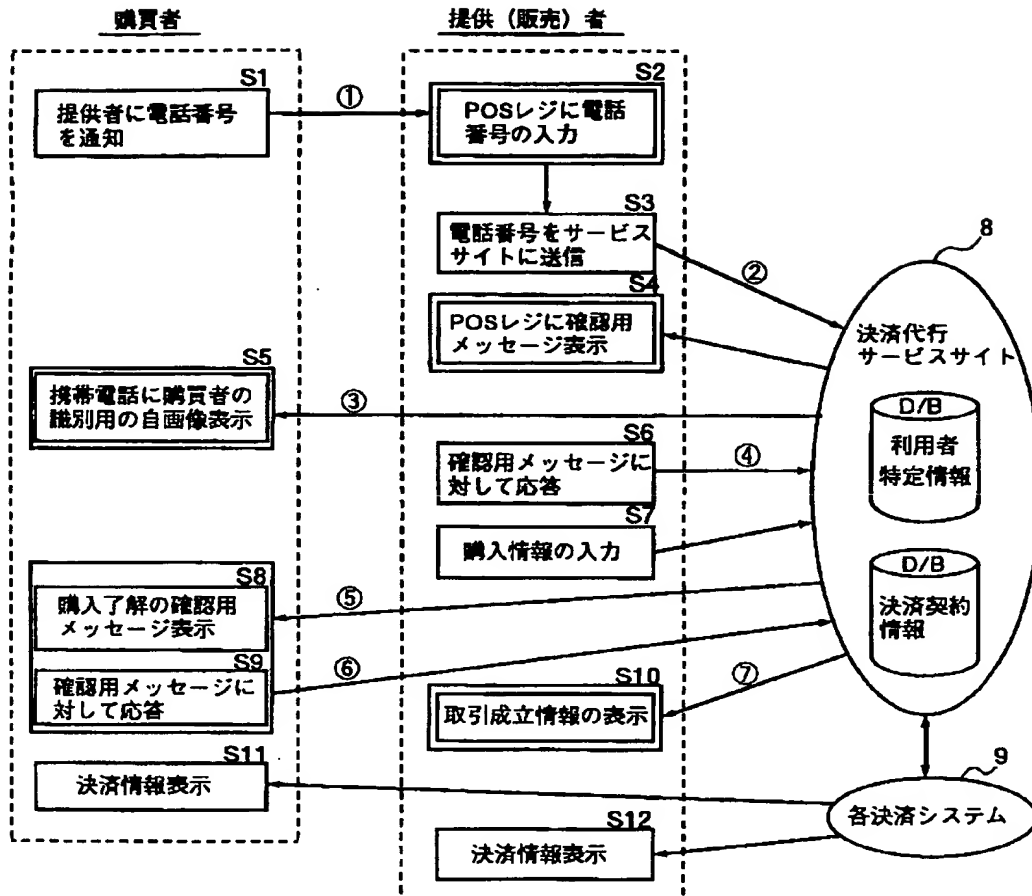 購買者
提供（販売）者
S1
提供者に電話番号
を通知
①
S2
POSレジに電話
番号の入力
S3
電話番号をサービス
サイトに送信
②
8
S4
POSレジに確認用
メッセージ表示
決済代行
サービスサイト
S5
携帯電話に購買者の
識別用の自画像表示
③
D/B
利用者
特定情報
S6
確認用メッセージに
対して応答
④
S7
購入情報の入力
D/B
決済契約
情報
S8
購入了解の確認用
メッセージ表示
⑤
S9
確認用メッセージに
対して応答
⑥
S10
取引成立情報の表示
⑦
S11
決済情報表示
9
各決済システム
S12
決済情報表示